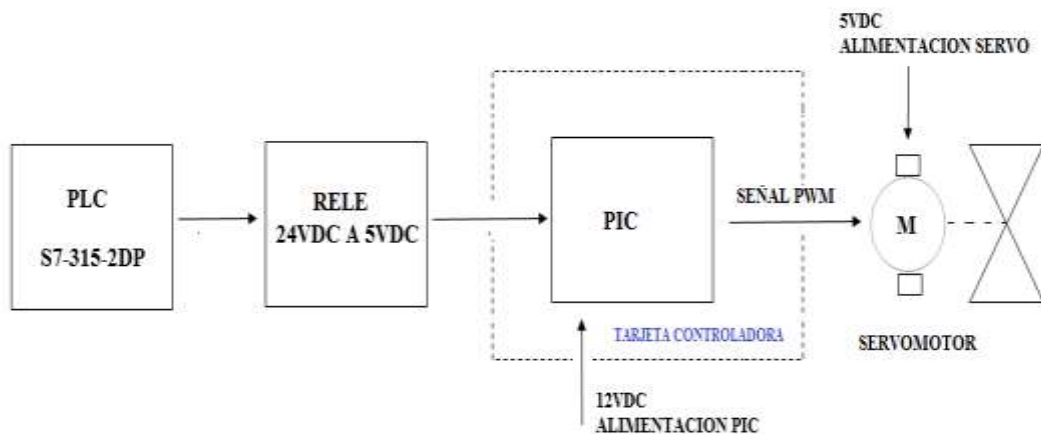 5VDC
ALIMENTACION SERVO
PLC
S7-315-2DP
RELE
24VDC A 5VDC
PIC
SEÑAL PWM
M
TARJETA CONTROLADORA
SERVOMOTOR
12VDC
ALIMENTACION PIC